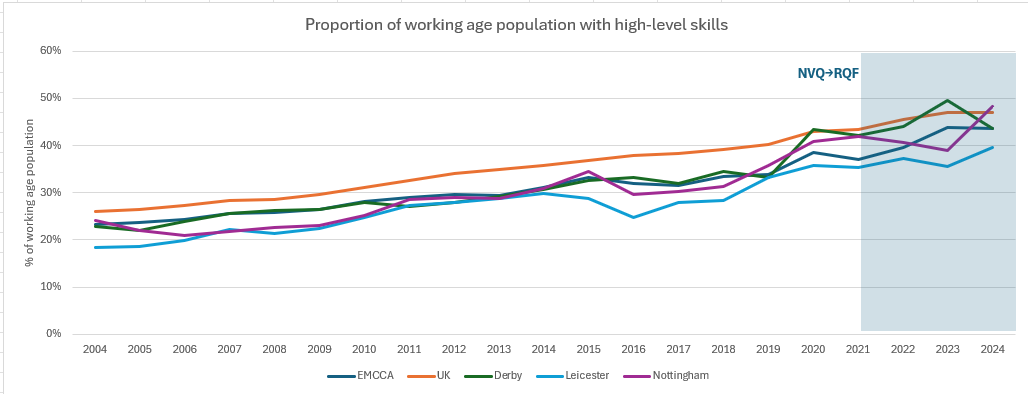 Proportion of working age population with high-level skills
60%
NVQ→RQF
50%
40%
30%
20%
10%
0%
% of working age population
2004 2005 2006 2007 2008 2009 2010 2011 2012 2013 2014 2015 2016 2017 2018 2019 2020 2021 2022 2023 2024
EMCCA UK Derby Leicester Nottingham